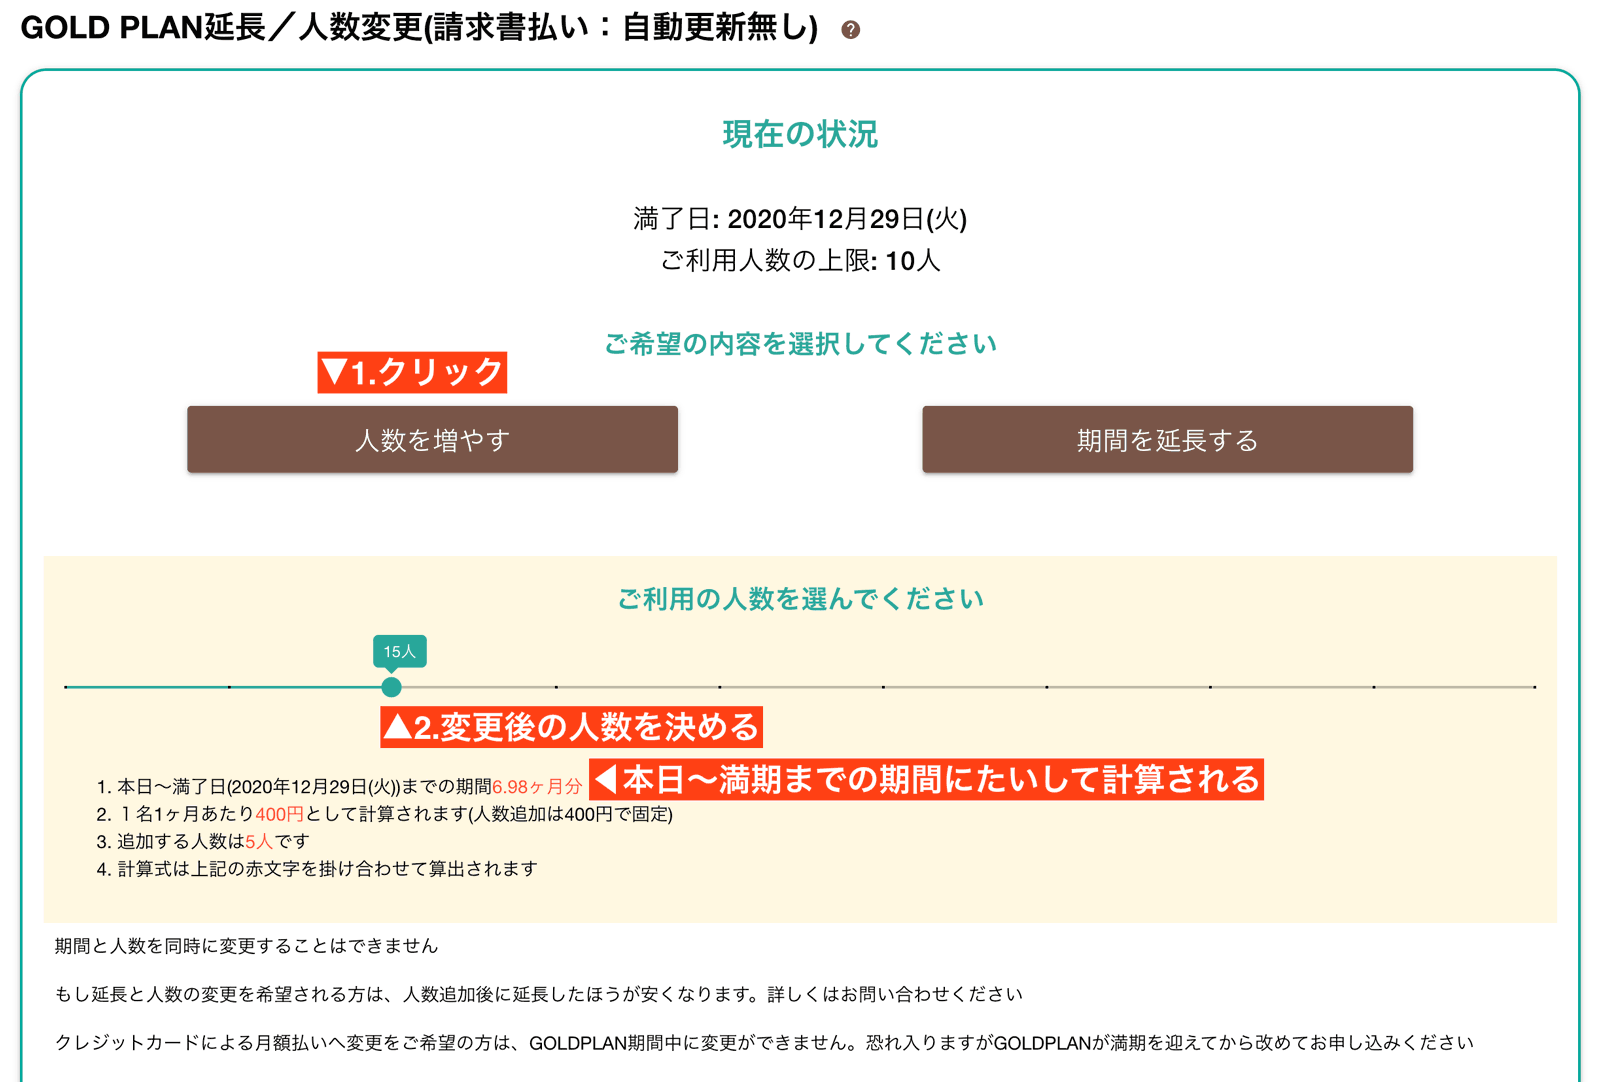 GOLD PLAN延長／人数変更(請求書払い：自動更新無し) ?
現在の状況
満了日: 2020年12月29日(火)
ご利用人数の上限: 10人
ご希望の内容を選択してください
▼1.クリック
人数を増やす
期間を延長する
ご利用の人数を選んでください
15人
▲2.変更後の人数を決める
1. 本日〜満了日(2020年12月29日(火))までの期間6.98ヶ月分
◀本日〜満期までの期間にたいして計算される
2. １名1ヶ月あたり400円として計算されます(人数追加は400円で固定)
3. 追加する人数は5人です
4. 計算式は上記の赤文字を掛け合わせて算出されます
期間と人数を同時に変更することはできません
もし延長と人数の変更を希望される方は、人数追加後に延長したほうが安くなります。詳しくはお問い合わせください
クレジットカードによる月額払いへ変更をご希望の方は、GOLDPLAN期間中に変更ができません。恐れ入りますがGOLDPLANが満期を迎えてから改めてお申し込みください